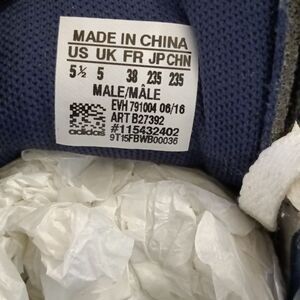 MADE IN CHINA
US UK FR JP CHN
5½ 5 38 235 235
MALE/MÂLE
EVH 791004 06/16
ART B27392
#115432402
adidas 9T15FBWB00036